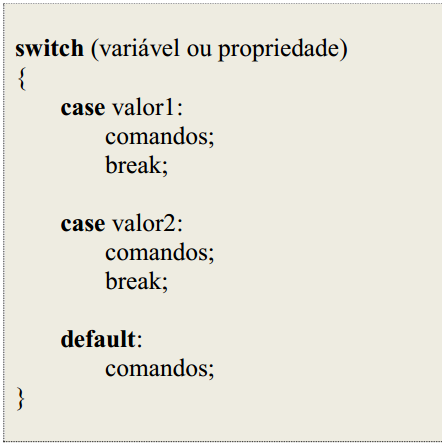 switch (variável ou propriedade)
{
case valor1:
comandos;
break;
case valor2:
comandos;
break;
default:
comandos;
}